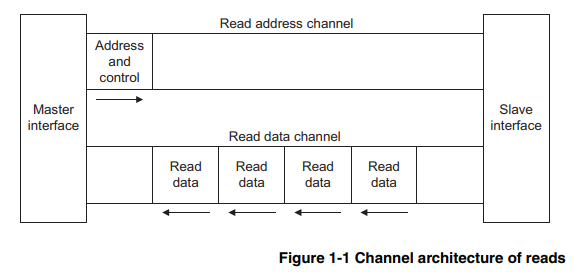 Read address channel
Address
and
control
Master
interface
Slave
interface
Read data channel
Read
data
Read
data
Read
data
Read
data
Figure 1-1 Channel architecture of reads